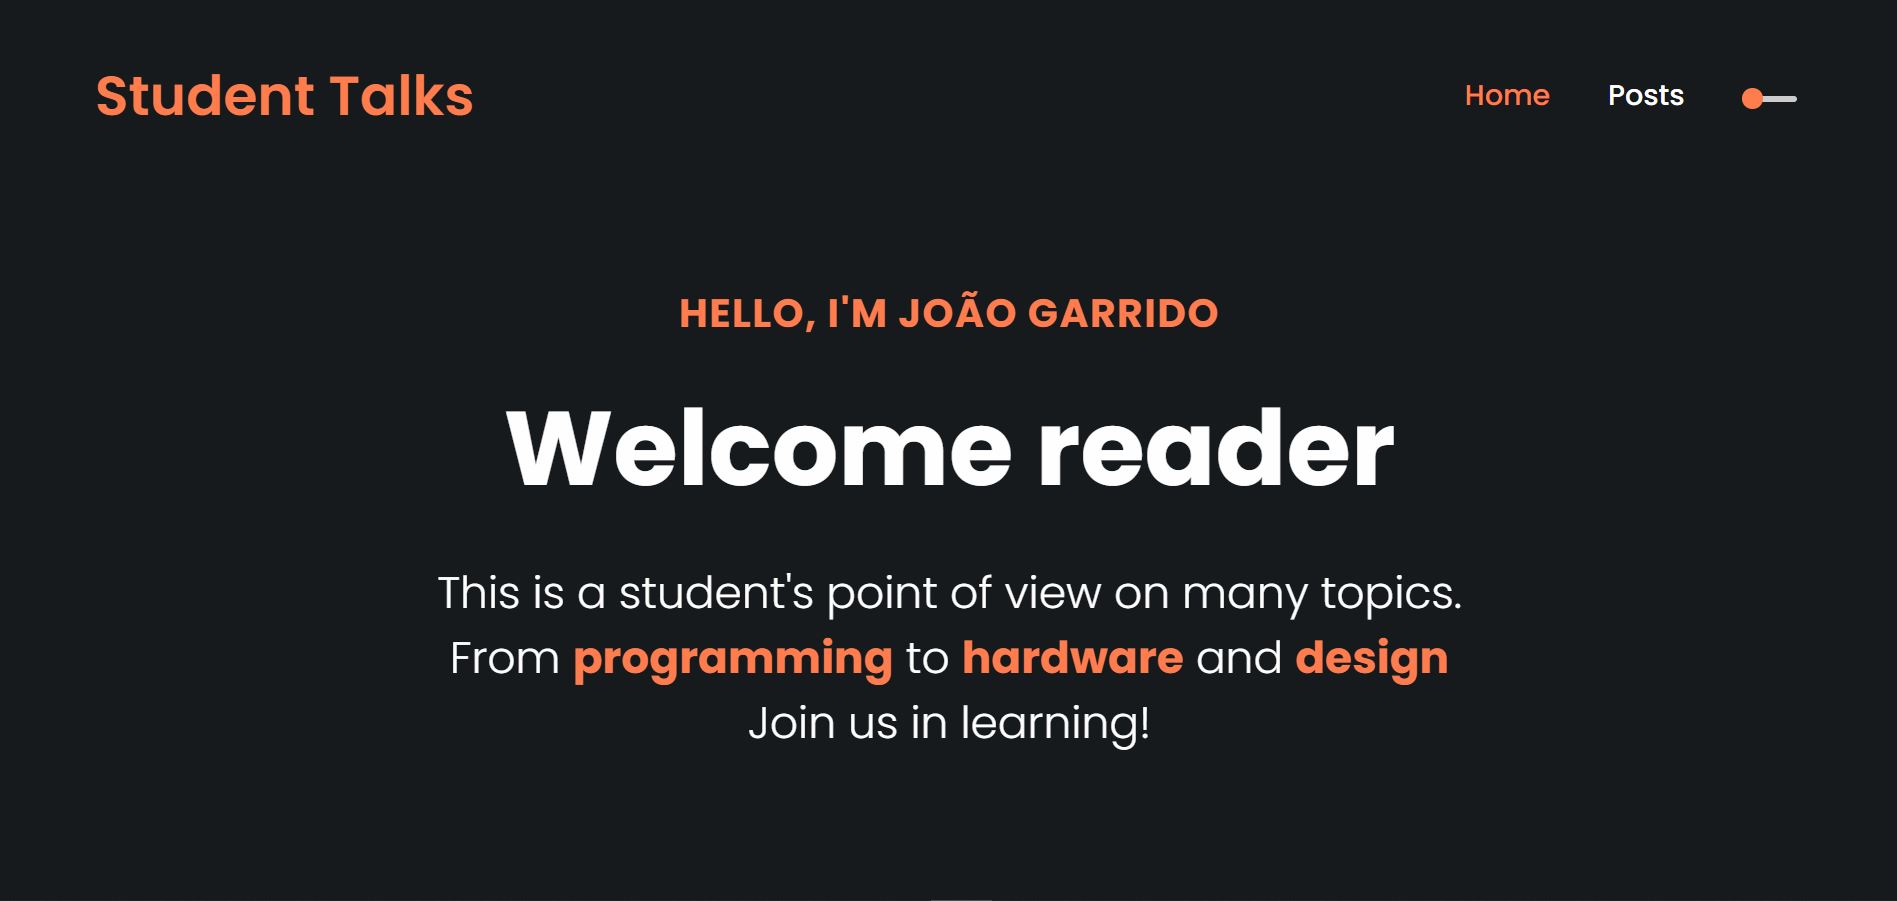 Student Talks
Home
Posts
HELLO, I'M JOÃO GARRIDO
Welcome reader
This is a student's point of view on many topics.
From programming to hardware and design
Join us in learning!